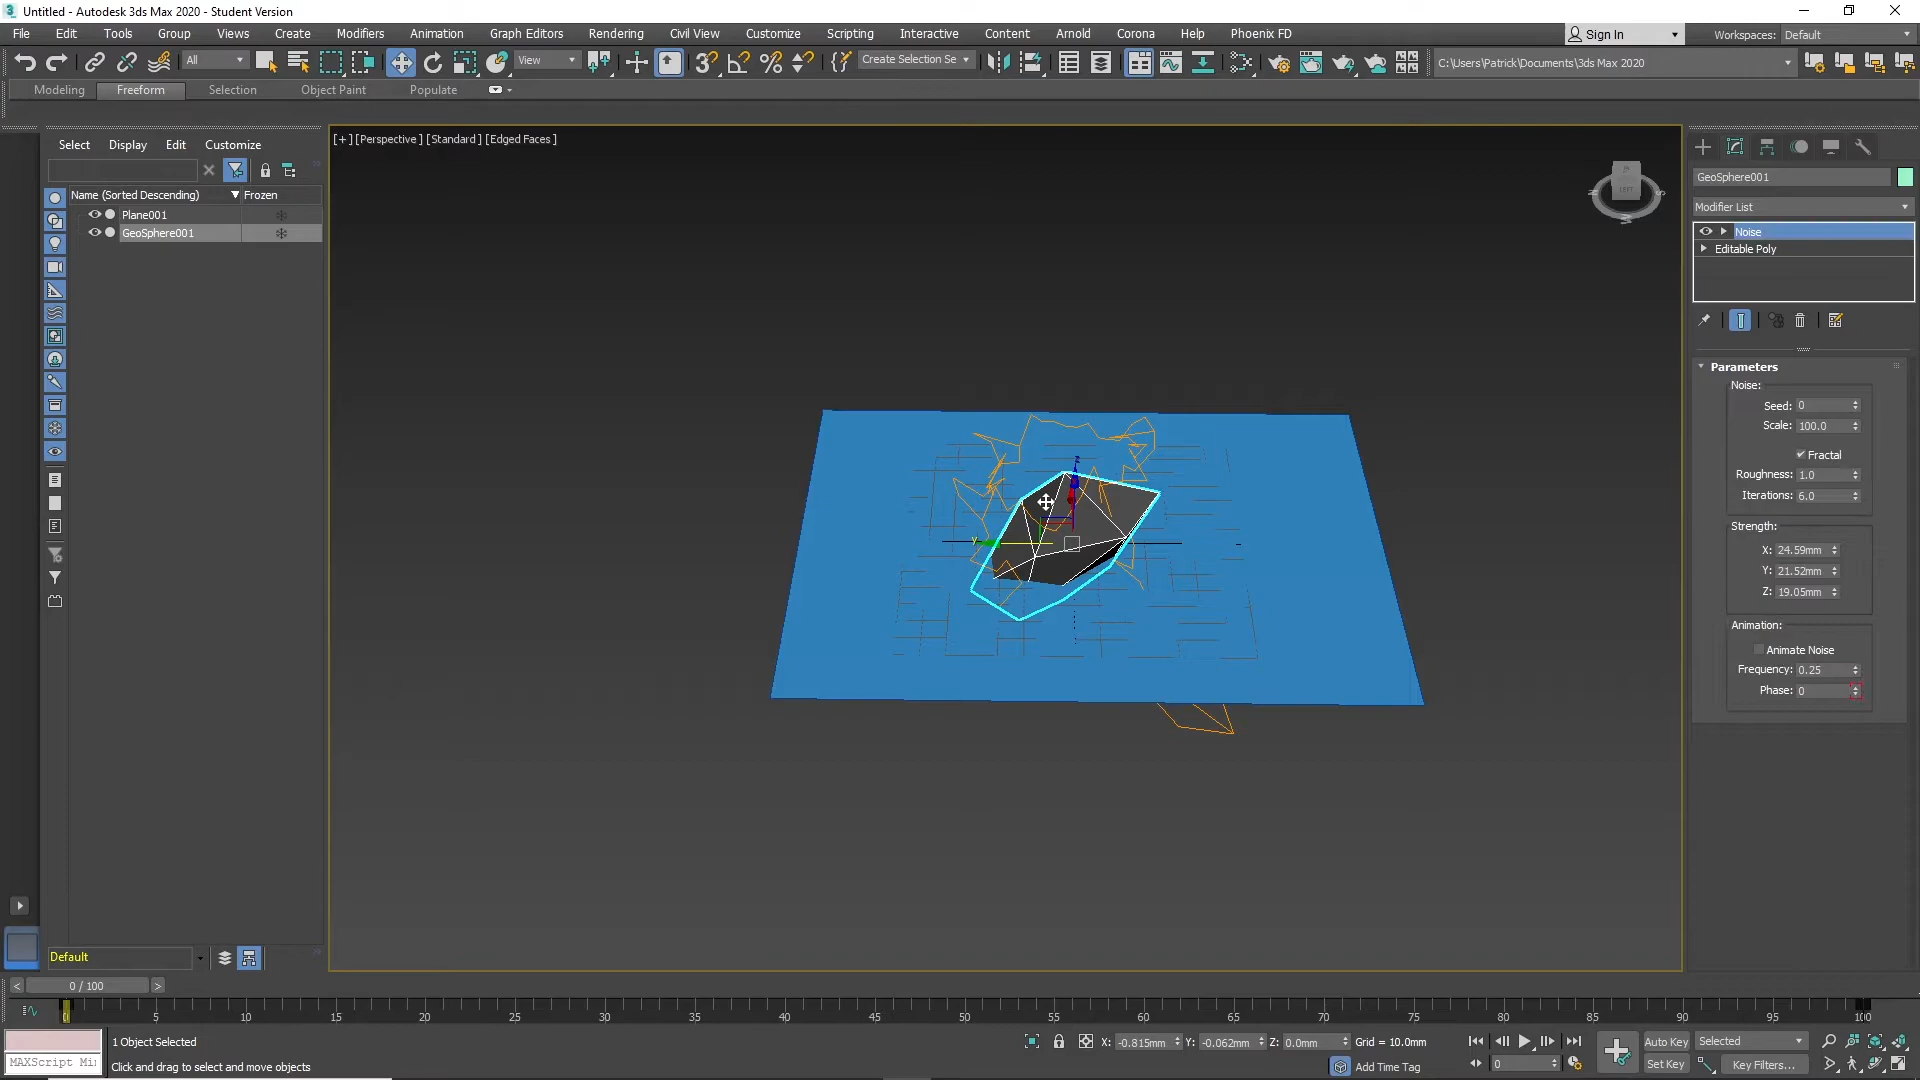 Untitled - Autodesk 3ds Max 2020 - Student Version
File Edit Tools Group Views Create Modifiers Animation Graph Editors Rendering Civil View Customize Scripting Interactive Content Arnold Corona Help Phoenix FD Sign In Workspaces: Default
All View Create Selection Se C:\Users\Patrick\Documents\3ds Max 2020
Modeling Freeform Selection Object Paint Populate
[+] [Perspective] [Standard] [Edged Faces]
Select Display Edit Customize
Name (Sorted Descending) Frozen
Plane001
GeoSphere001
GeoSphere001
Modifier List
Noise
Editable Poly
Parameters
Noise:
Seed: 0
Scale: 100.0
Fractal
Roughness: 1.0
Iterations: 6.0
Strength:
X: 24.59mm
Y: 21.52mm
Z: 19.05mm
Animation:
Animate Noise
Frequency: 0.25
Phase: 0
LEFT
z
y
Default
< 0 / 100 >
0 5 10 15 20 25 30 35 40 45 50 55 60 65 70 75 80 85 90 95 100
1 Object Selected X: -0.815mm Y: -0.062mm Z: 0.0mm Grid = 10.0mm Auto Key Selected
MAXScript Mi Click and drag to select and move objects Add Time Tag 0 Set Key Key Filters...